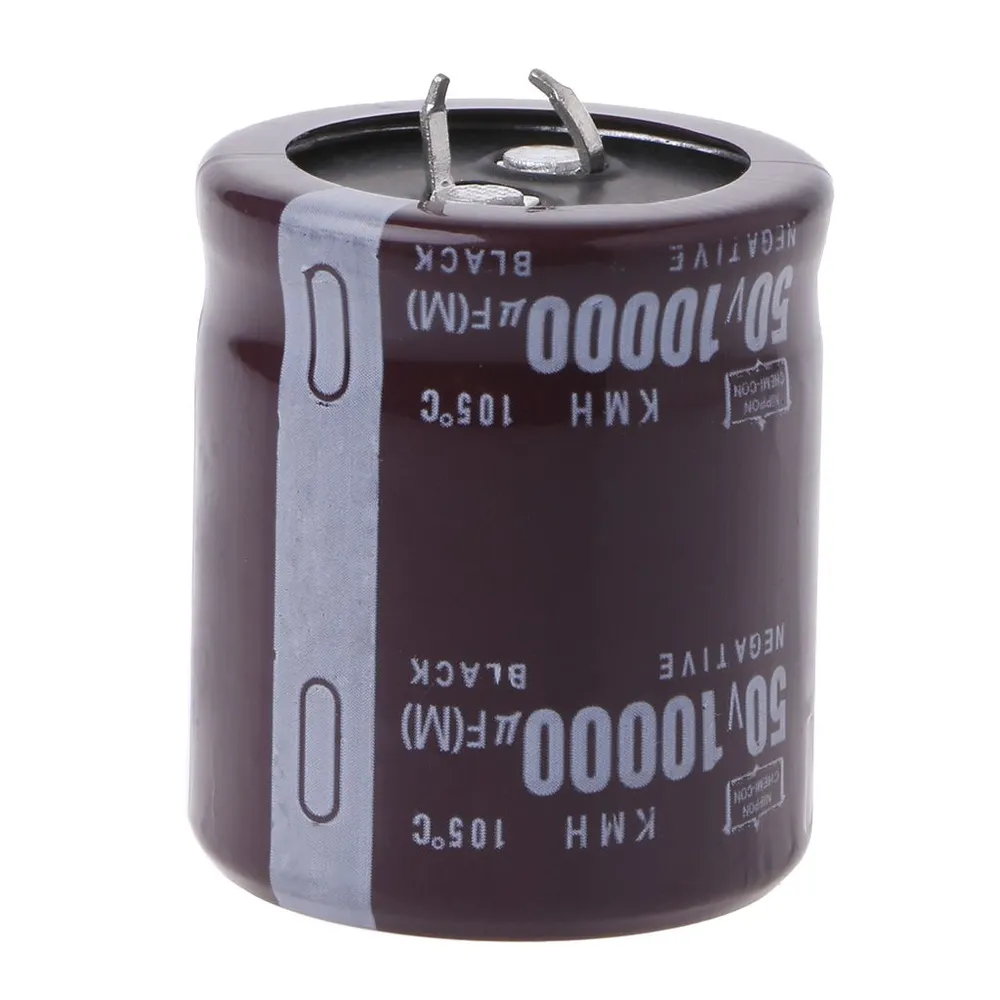 NIPPON
CHEMI-CON
KMH 105°C
50V 10000µF(M)
NEGATIVE BLACK
NIPPON
CHEMI-CON
KMH 105°C
50V 10000µF(M)
NEGATIVE BLACK